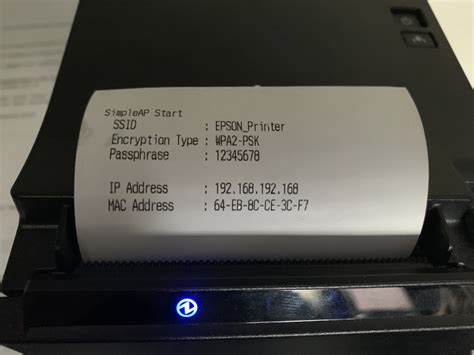 SimpleAP Start
SSID : EPSON_Printer
Encryption Type : WPA2-PSK
Passphrase : 12345678
IP Address : 192.168.192.168
MAC Address : 64-EB-8C-CE-3C-F7